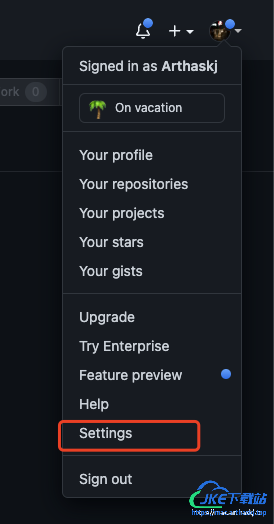 ork 0
Signed in as Arthaskj
On vacation
Your profile
Your repositories
Your projects
Your stars
Your gists
Upgrade
Try Enterprise
Feature preview
Help
Settings
Sign out
JKE下载站